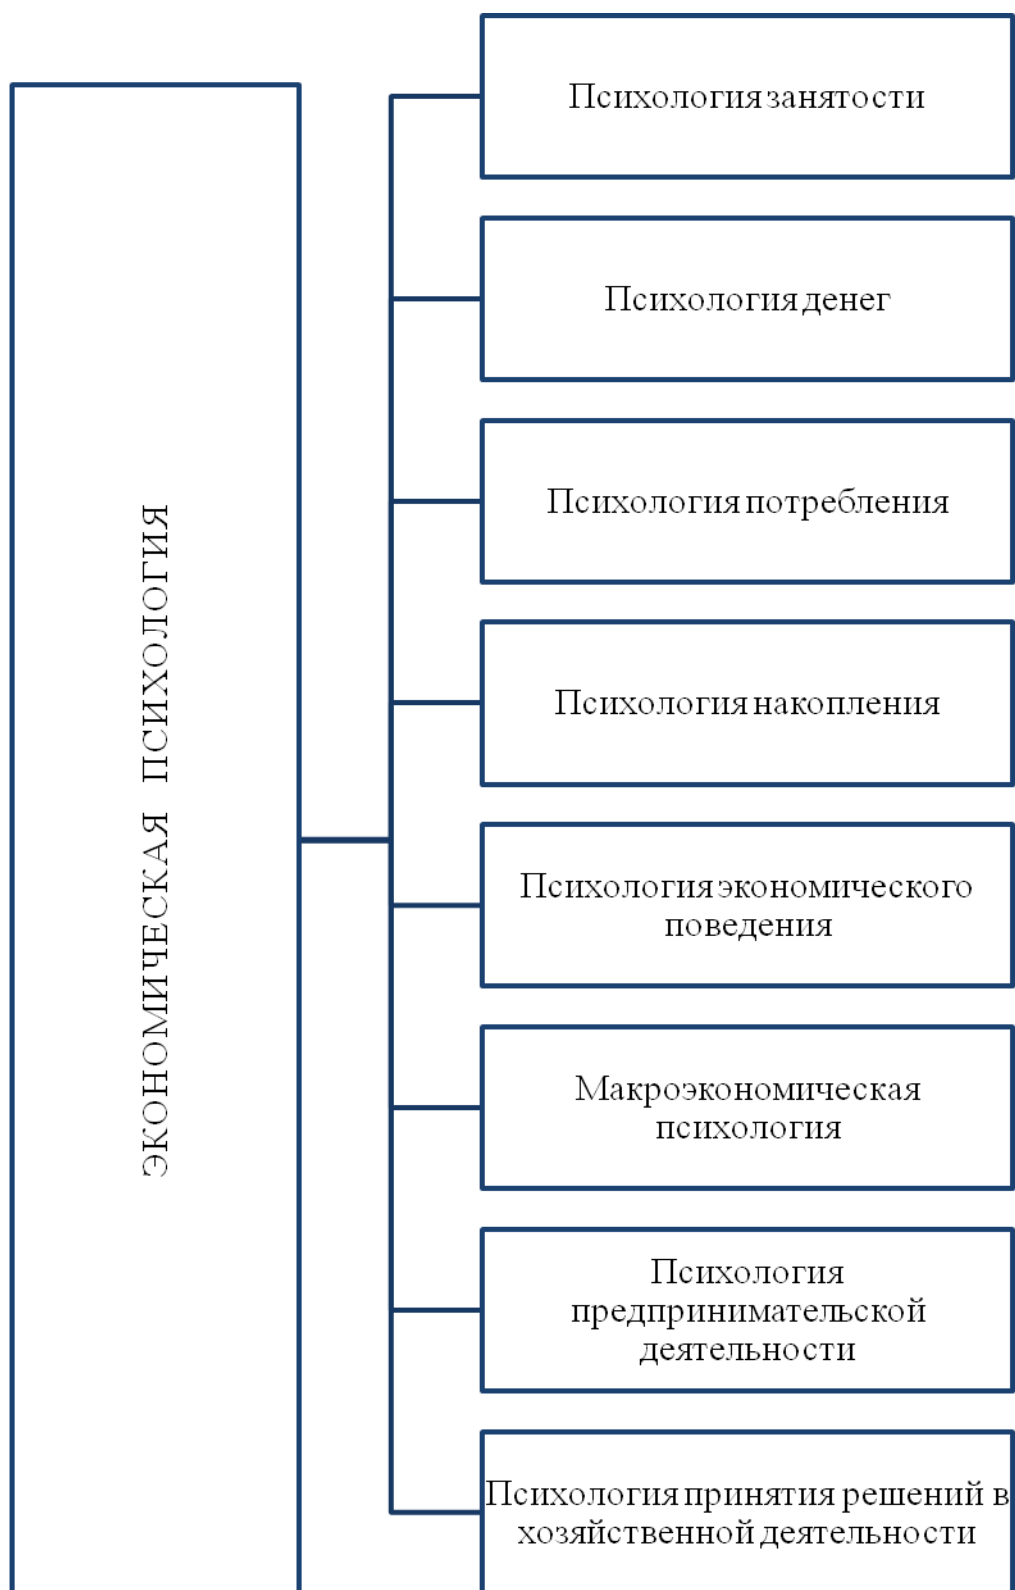 ЭКОНОМИЧЕСКАЯ ПСИХОЛОГИЯ
Психология занятости
Психология денег
Психология потребления
Психология накопления
Психология экономического
поведения
Макроэкономическая
психология
Психология
предпринимательской
деятельности
Психология принятия решений в
хозяйственной деятельности